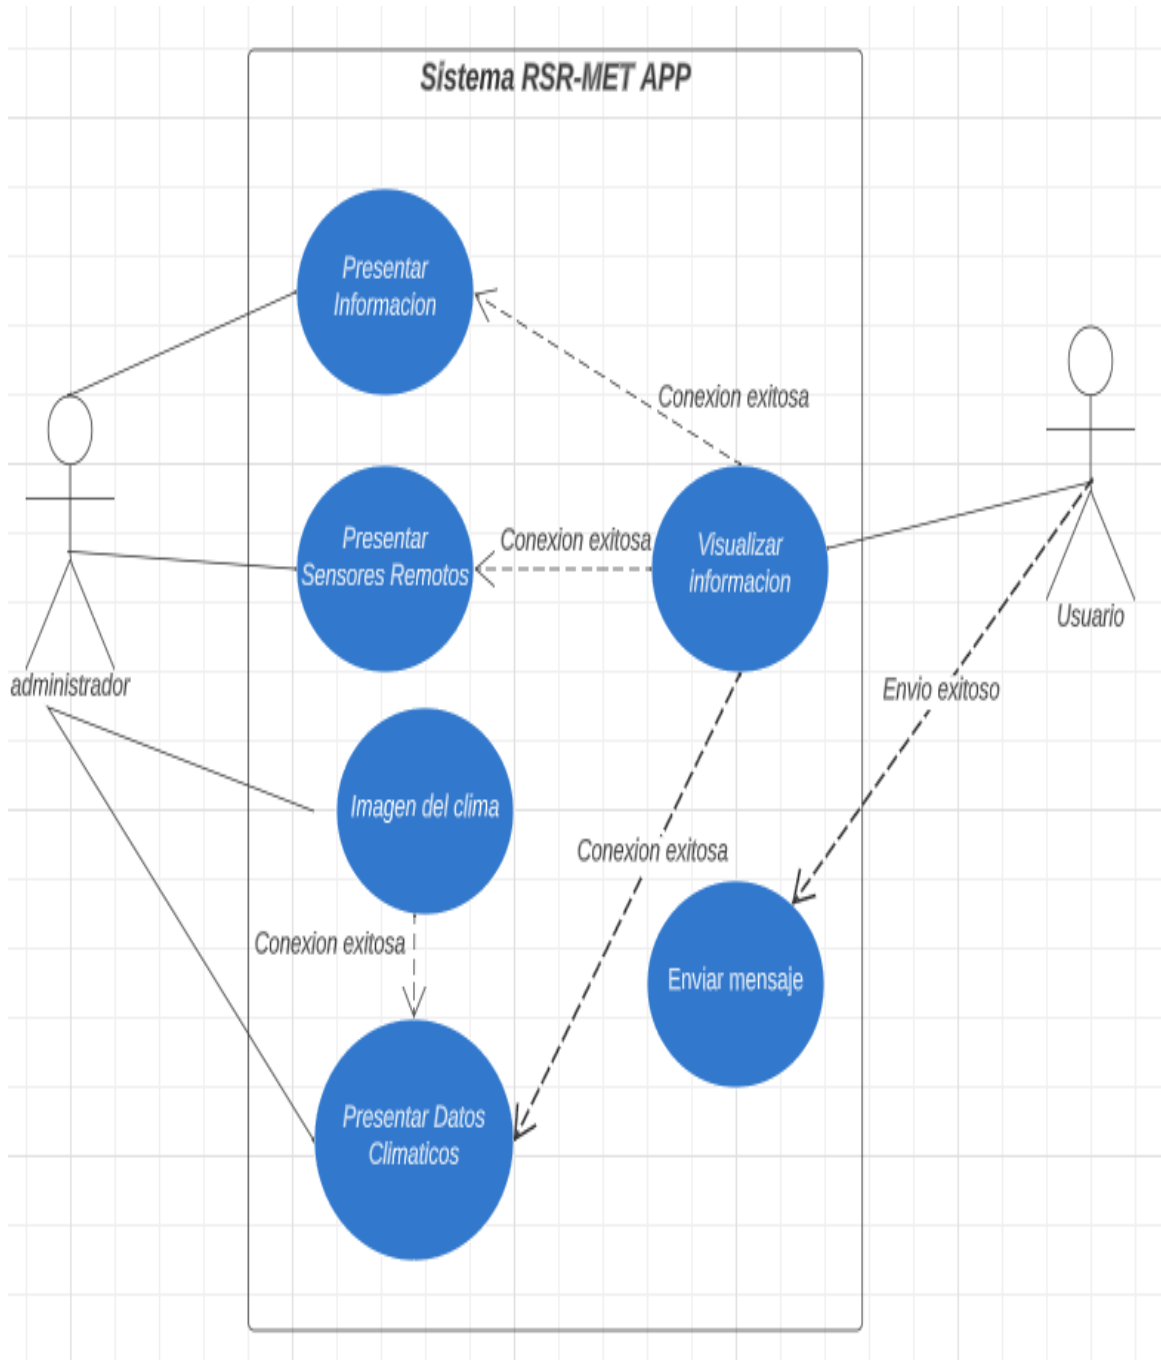 Sistema RSR-MET APP
Presentar
Informacion
Conexion exitosa
Presentar
Sensores Remotos
Conexion exitosa
Visualizar
informacion
Usuario
administrador
Envio exitoso
Imagen del clima
Conexion exitosa
Conexion exitosa
Enviar mensaje
Presentar Datos
Climaticos